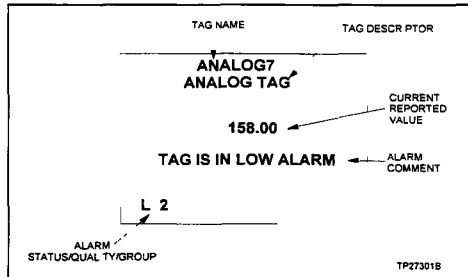 TAG NAME
TAG DESCR PTOR
ANALOG7
ANALOG TAG
CURRENT
REPORTED
VALUE
158.00
TAG IS IN LOW ALARM
ALARM
COMMENT
L 2
ALARM
STATUS/QUAL TY/GROUP
TP27301B